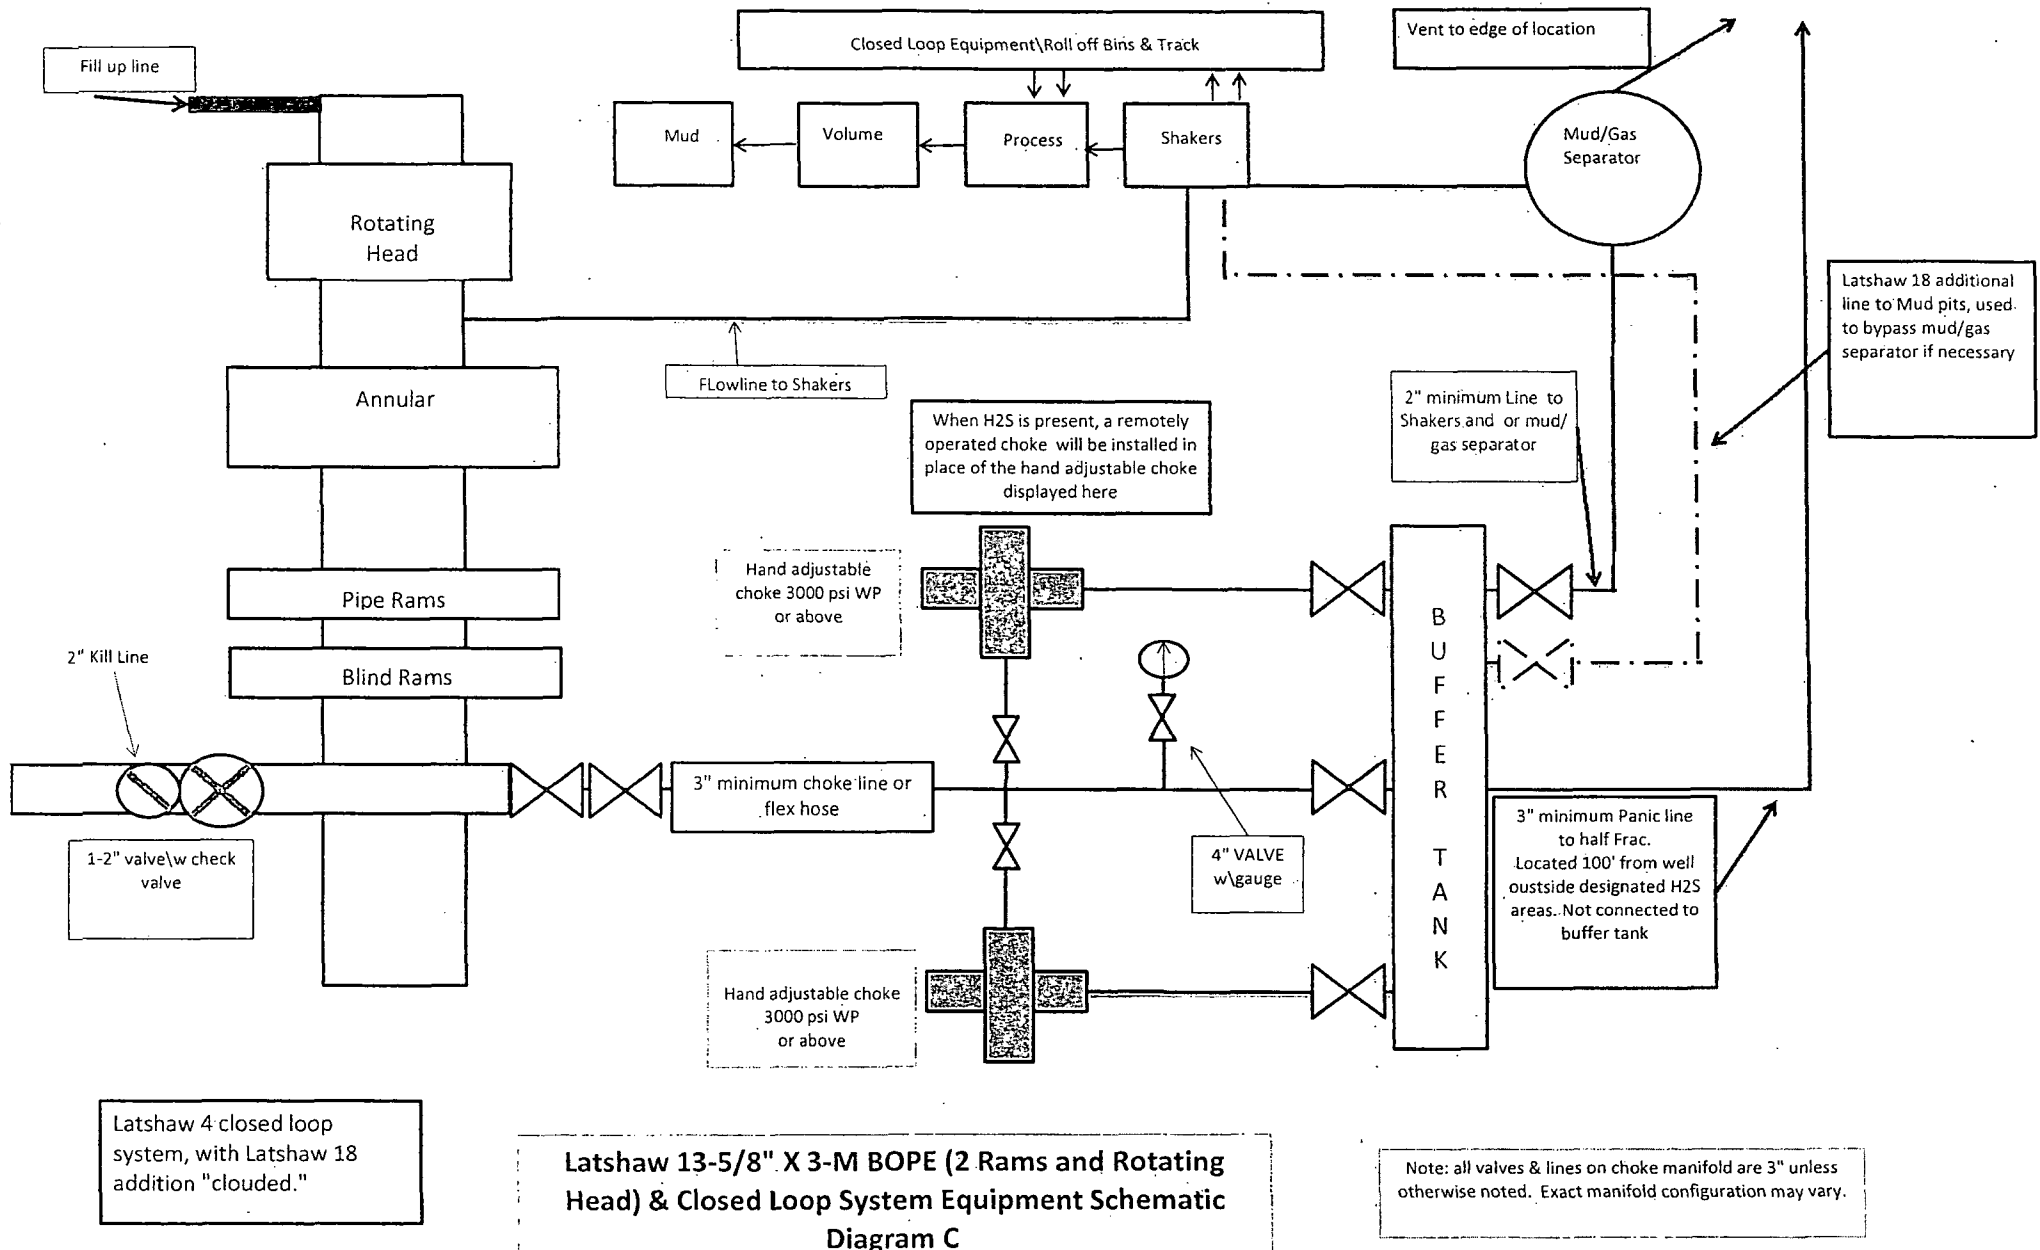 Closed Loop Equipment\Roll off Bins & Track
Vent to edge of location
Fill up line
Mud
Volume
Process
Shakers
Mud/Gas
Separator
Rotating
Head
Latshaw 18 additional
line to Mud pits, used
to bypass mud/gas
separator if necessary
FLowline to Shakers
Annular
2" minimum Line to
Shakers and or mud/
gas separator
When H2S is present, a remotely
operated choke will be installed in
place of the hand adjustable choke
displayed here
Hand adjustable
choke 3000 psi WP
or above
Pipe Rams
Blind Rams
2" Kill Line
B
U
F
F
E
R
T
A
N
K
3" minimum choke line or
flex hose
1-2" valve\w check
valve
4" VALVE
w\gauge
3" minimum Panic line
to half Frac.
Located 100' from well
oustside designated H2S
areas. Not connected to
buffer tank
Hand adjustable choke
3000 psi WP
or above
Latshaw 4 closed loop
system, with Latshaw 18
addition "clouded."
Latshaw 13-5/8" X 3-M BOPE (2 Rams and Rotating
Head) & Closed Loop System Equipment Schematic
Diagram C
Note: all valves & lines on choke manifold are 3" unless
otherwise noted. Exact manifold configuration may vary.